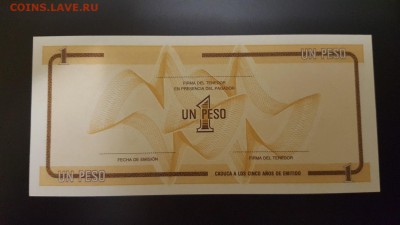 COINS.LAVE.RU
1 UN PESO
FIRMA DEL TENEDOR
EN PRESENCIA DEL PAGADOR
UN 1 PESO
FECHA DE EMISION FIRMA DEL TENEDOR
UN PESO CADUCA A LOS CINCO AÑOS DE EMITIDO 1